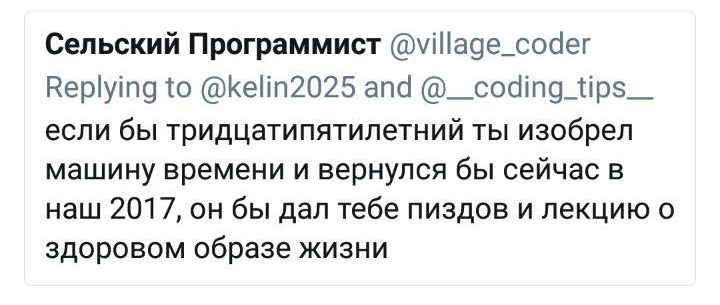 Сельский Программист @village_coder
Replying to @kelin2025 and @__coding_tips__
если бы тридцатипятилетний ты изобрел
машину времени и вернулся бы сейчас в
наш 2017, он бы дал тебе пиздов и лекцию о
здоровом образе жизни